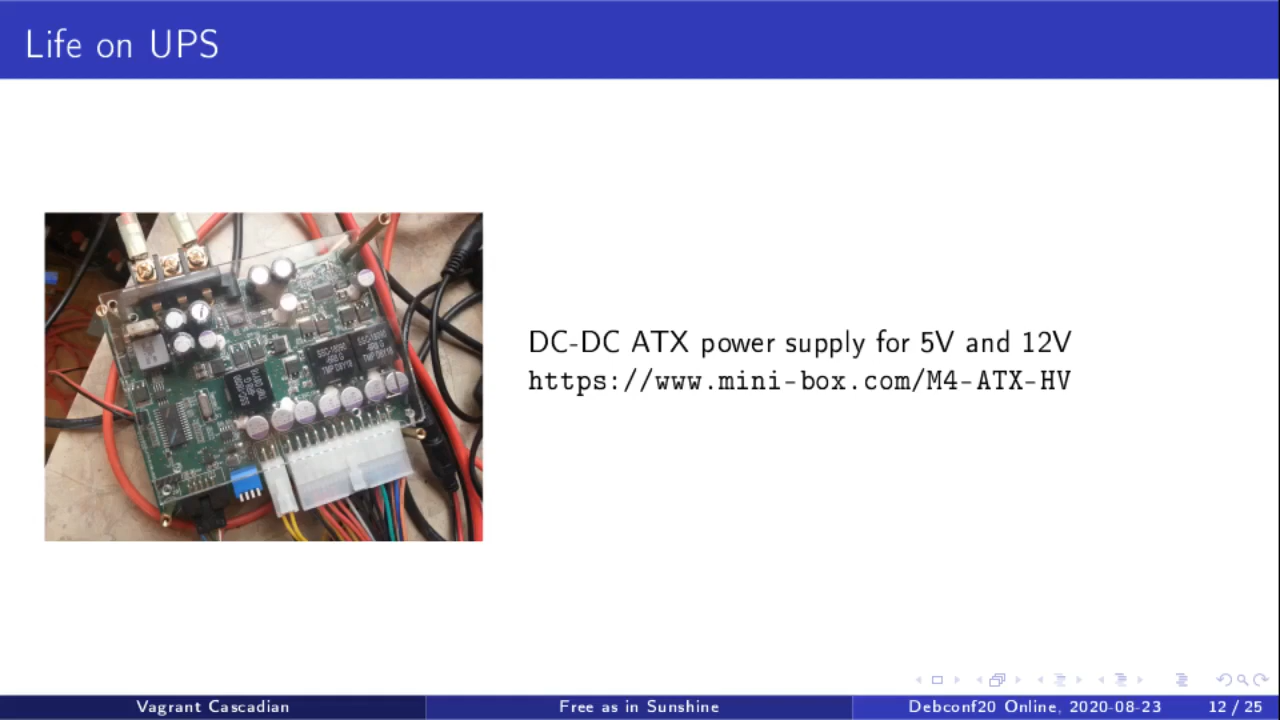 Life on UPS
DC-DC ATX power supply for 5V and 12V
https://www.mini-box.com/M4-ATX-HV
Vagrant Cascadian
Free as in Sunshine
Debconf20 Online, 2020-08-23
12 / 25